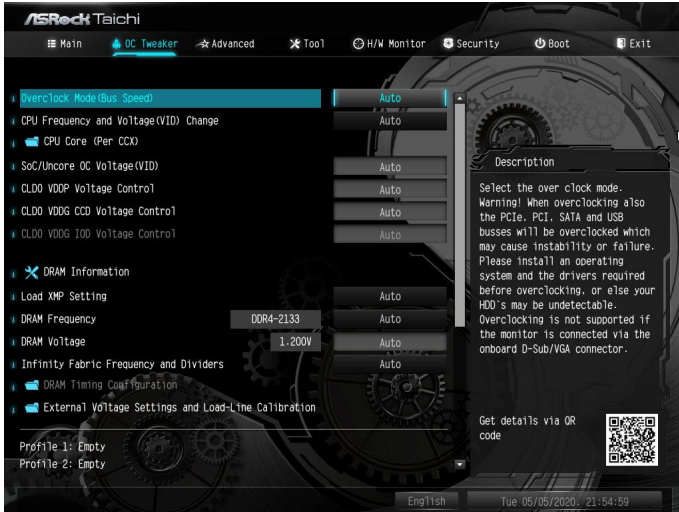 ASRock Taichi
Main OC Tweaker Advanced Tool H/W Monitor Security Boot Exit
Overclock Mode(Bus Speed) Auto
CPU Frequency and Voltage(VID) Change Auto
CPU Core (Per CCX)
SoC/Uncore OC Voltage(VID) Auto
CLDO VDDP Voltage Control Auto
CLDO VDDG CCD Voltage Control Auto
CLDO VDDG IOD Voltage Control Auto
DRAM Information
Load XMP Setting Auto
DRAM Frequency DDR4-2133 Auto
DRAM Voltage 1.200V Auto
Infinity Fabric Frequency and Dividers Auto
DRAM Timing Configuration
External Voltage Settings and Load-Line Calibration
Profile 1: Empty
Profile 2: Empty
Description
Select the over clock mode.
Warning! When overclocking also
the PCIe, PCI, SATA and USB
busses will be overclocked which
may cause instability or failure.
Please install an operating
system and the drivers required
before overclocking, or else your
HDD`s may be undetectable.
Overclocking is not supported if
the monitor is connected via the
onboard D-Sub/VGA connector.
Get details via QR
code
English
Tue 05/05/2020, 21:54:59